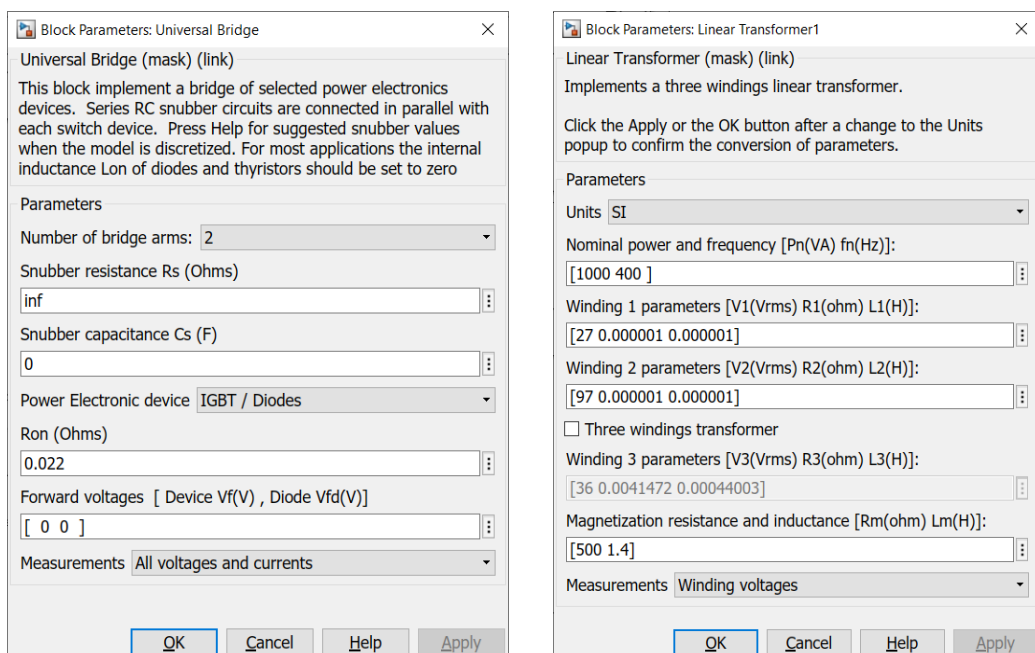 Block Parameters: Universal Bridge
Universal Bridge (mask) (link)
This block implement a bridge of selected power electronics
devices. Series RC snubber circuits are connected in parallel with
each switch device. Press Help for suggested snubber values
when the model is discretized. For most applications the internal
inductance Lon of diodes and thyristors should be set to zero
Parameters
Number of bridge arms: 2
Snubber resistance Rs (Ohms)
inf
Snubber capacitance Cs (F)
0
Power Electronic device IGBT / Diodes
Ron (Ohms)
0.022
Forward voltages [ Device Vf(V) , Diode Vfd(V)]
[ 0 0 ]
Measurements All voltages and currents
OK Cancel Help Apply
Block Parameters: Linear Transformer1
Linear Transformer (mask) (link)
Implements a three windings linear transformer.
Click the Apply or the OK button after a change to the Units
popup to confirm the conversion of parameters.
Parameters
Units SI
Nominal power and frequency [Pn(VA) fn(Hz)]:
[1000 400 ]
Winding 1 parameters [V1(Vrms) R1(ohm) L1(H)]:
[27 0.000001 0.000001]
Winding 2 parameters [V2(Vrms) R2(ohm) L2(H)]:
[97 0.000001 0.000001]
Three windings transformer
Winding 3 parameters [V3(Vrms) R3(ohm) L3(H)]:
[36 0.0041472 0.00044003]
Magnetization resistance and inductance [Rm(ohm) Lm(H)]:
[500 1.4]
Measurements Winding voltages
OK Cancel Help Apply